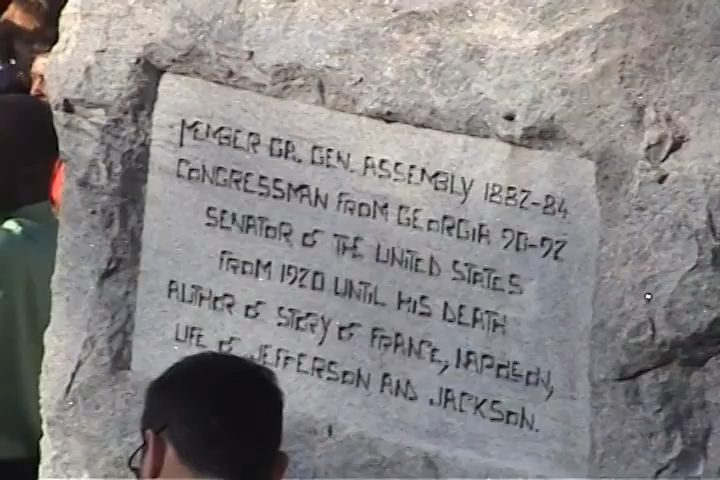 MEMBER GA. GEN. ASSEMBLY 1882-84
CONGRESSMAN FROM GEORGIA 90-92
SENATOR OF THE UNITED STATES
FROM 1920 UNTIL HIS DEATH
AUTHOR OF STORY OF FRANCE, NAPOLEON,
LIFE OF JEFFERSON AND JACKSON.